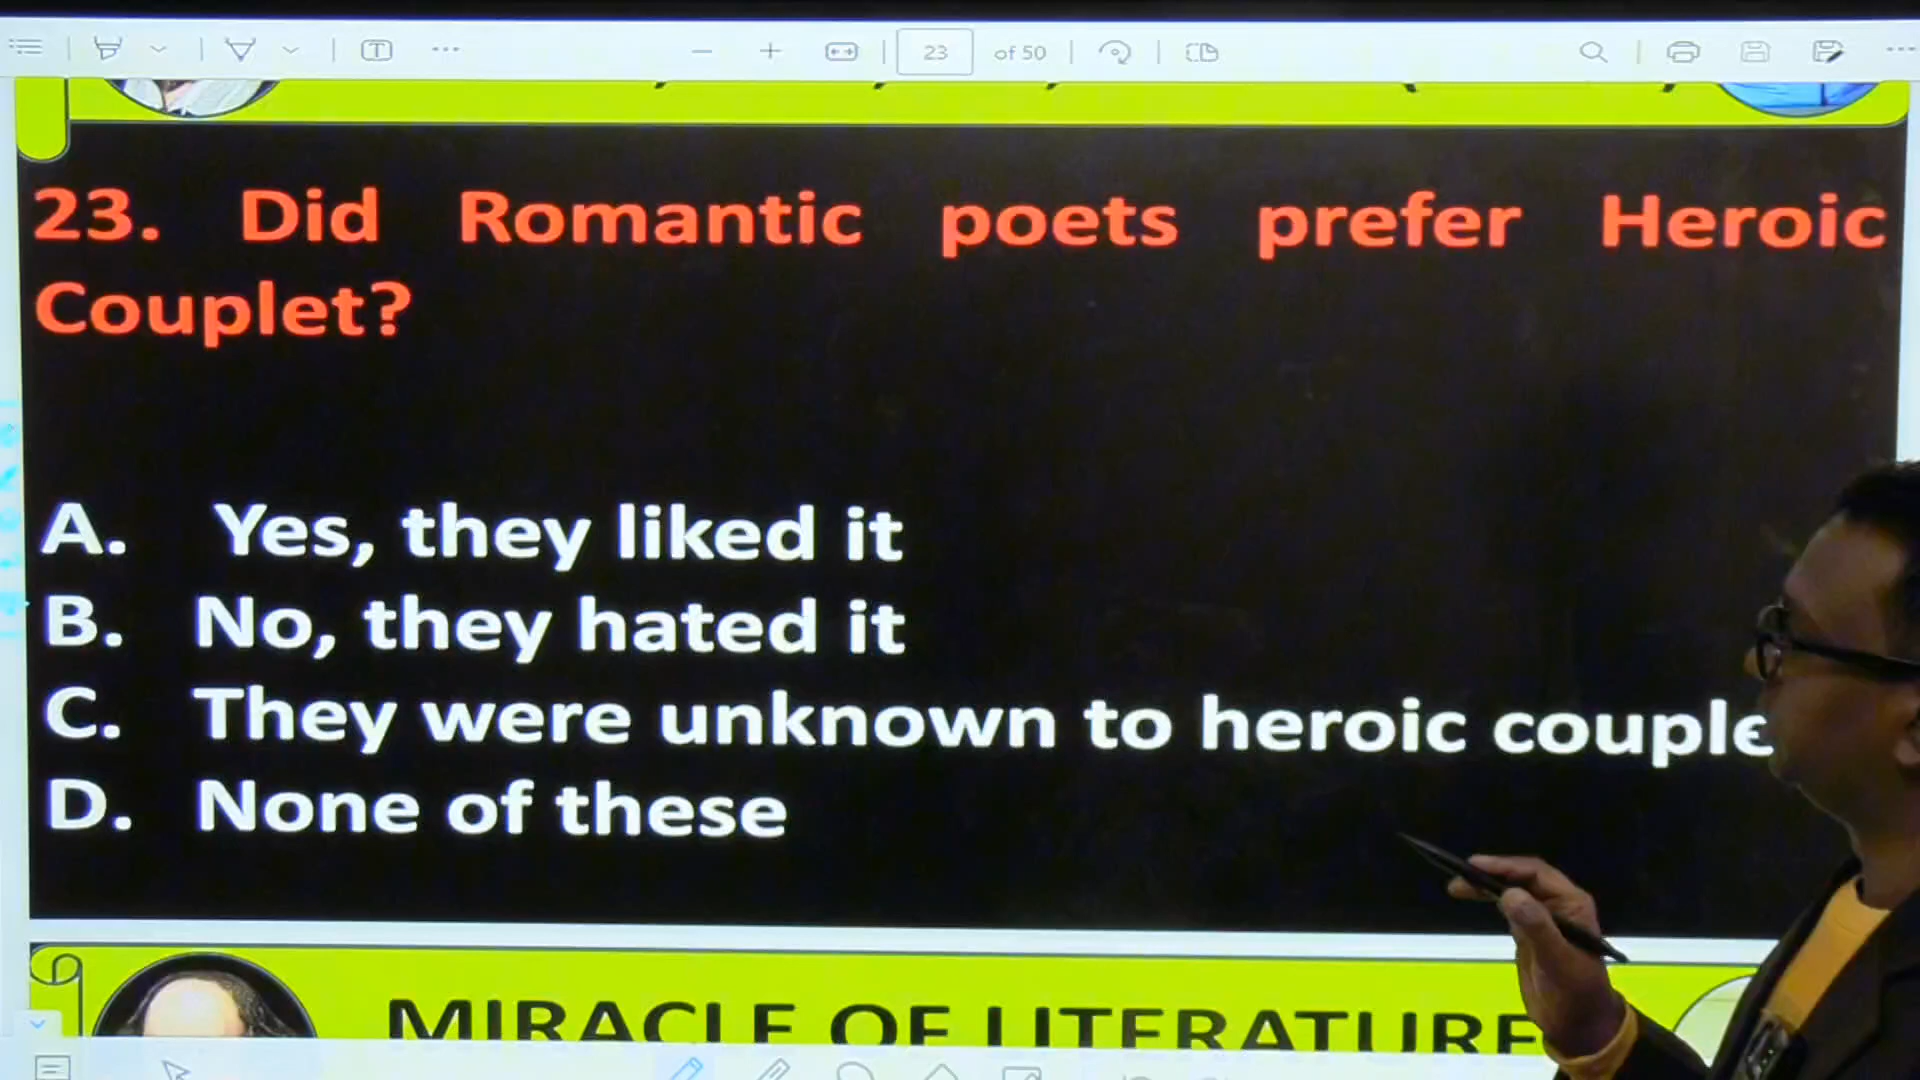 23 of 50
23. Did Romantic poets prefer Heroic
Couplet?
A. Yes, they liked it
B. No, they hated it
C. They were unknown to heroic couple
D. None of these
MIRACLE OF LITERATURE